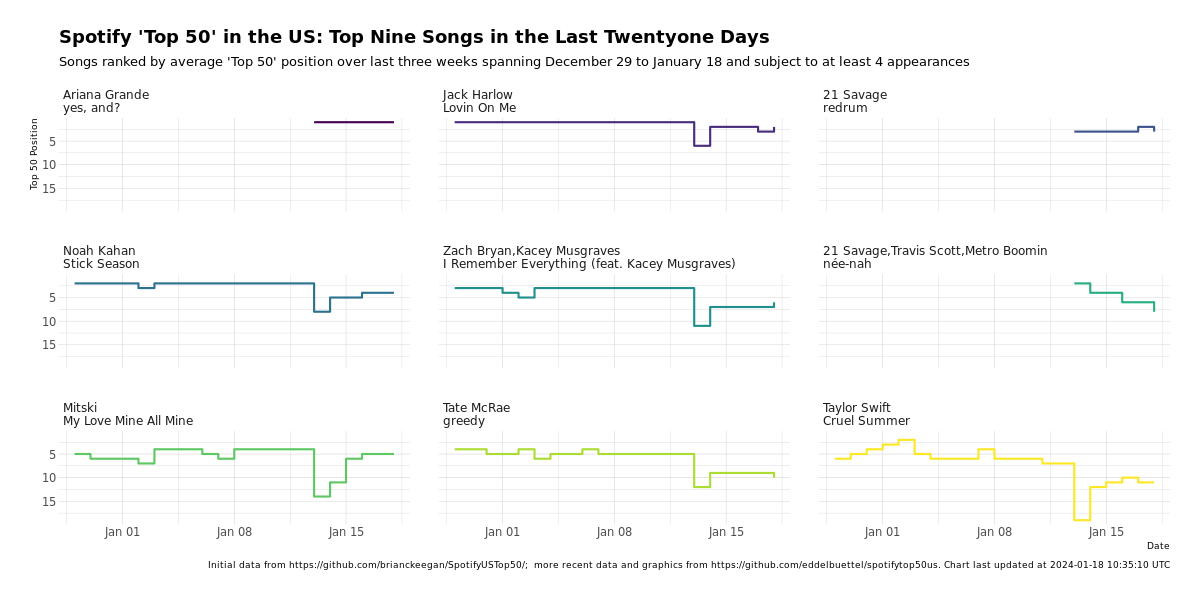 Spotify 'Top 50' in the US: Top Nine Songs in the Last Twentyone Days
Songs ranked by average 'Top 50' position over last three weeks spanning December 29 to January 18 and subject to at least 4 appearances
Ariana Grande
yes, and?
Jack Harlow
Lovin On Me
21 Savage
redrum
Top 50 Position
5
10
15
Noah Kahan
Stick Season
Zach Bryan,Kacey Musgraves
I Remember Everything (feat. Kacey Musgraves)
21 Savage,Travis Scott,Metro Boomin
née-nah
5
10
15
Mitski
My Love Mine All Mine
Tate McRae
greedy
Taylor Swift
Cruel Summer
5
10
15
Jan 01 Jan 08 Jan 15 Jan 01 Jan 08 Jan 15 Jan 01 Jan 08 Jan 15
Date
Initial data from https://github.com/brianckeegan/SpotifyUSTop50/; more recent data and graphics from https://github.com/eddelbuettel/spotifytop50us. Chart last updated at 2024-01-18 10:35:10 UTC